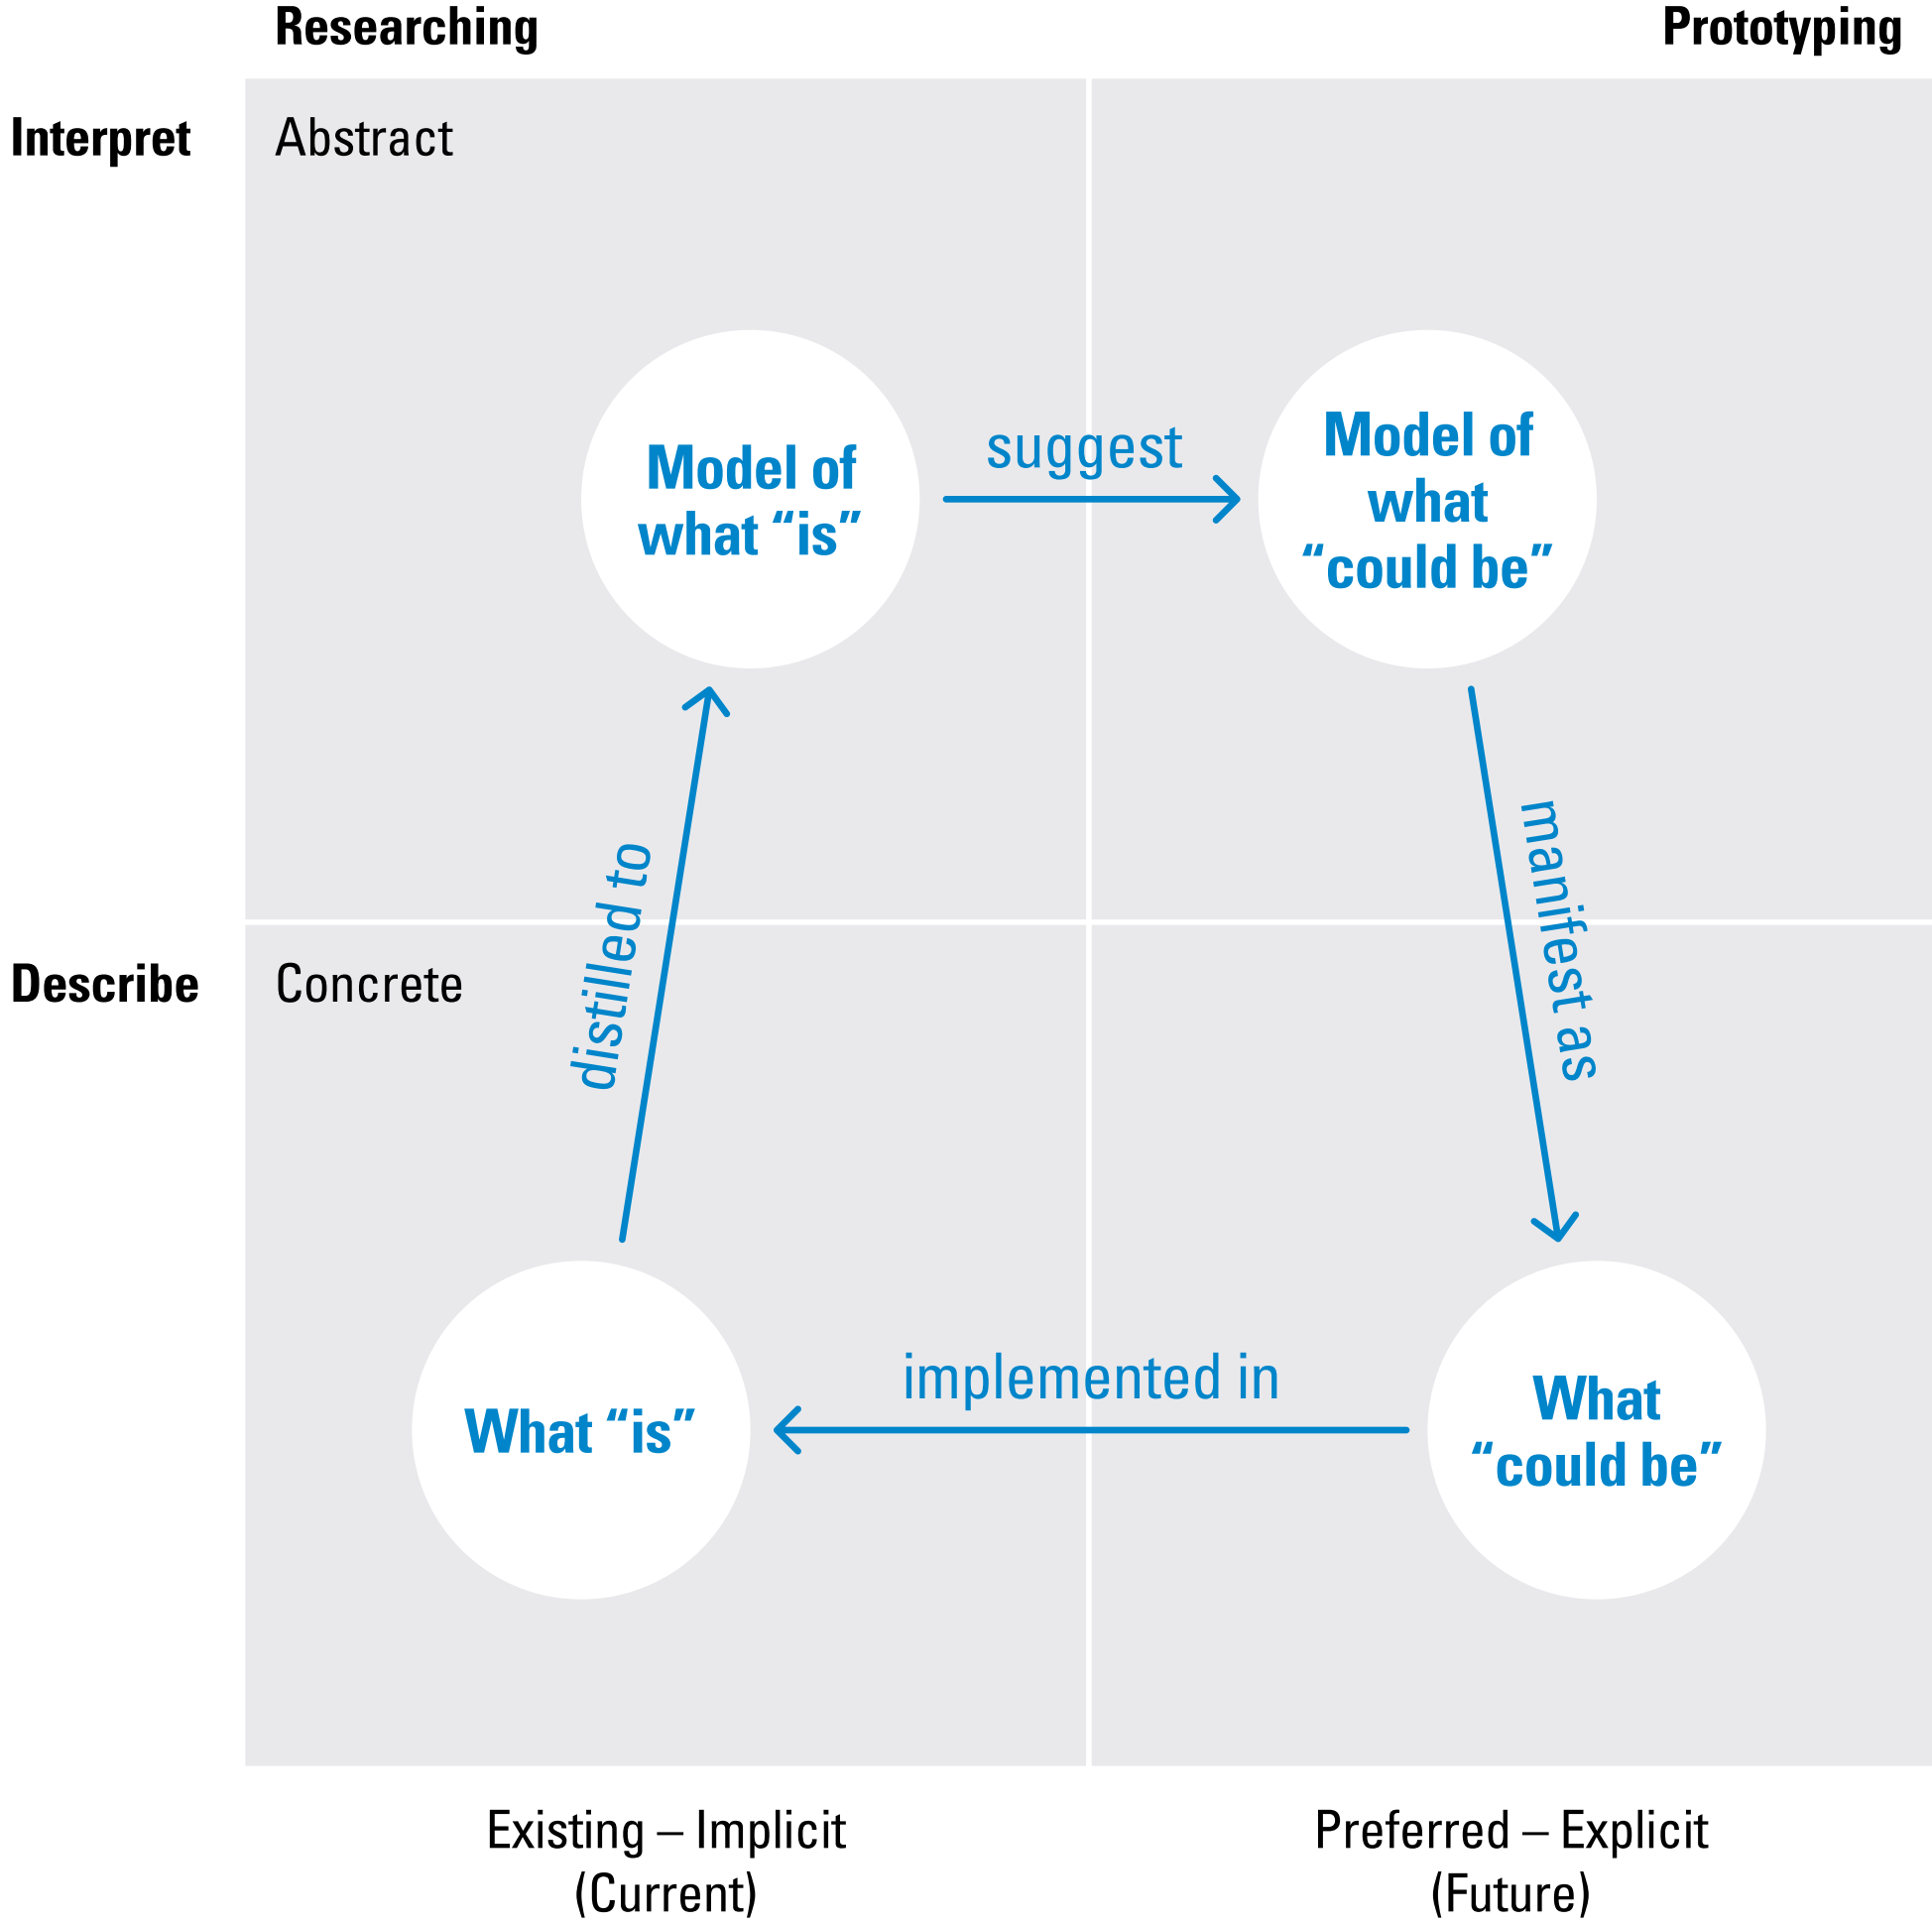 Researching
Prototyping
Interpret
Abstract
Model of
what “is”
suggest
Model of
what
“could be”
distilled to
manifest as
Describe
Concrete
What “is”
implemented in
What
“could be”
Existing – Implicit
(Current)
Preferred – Explicit
(Future)